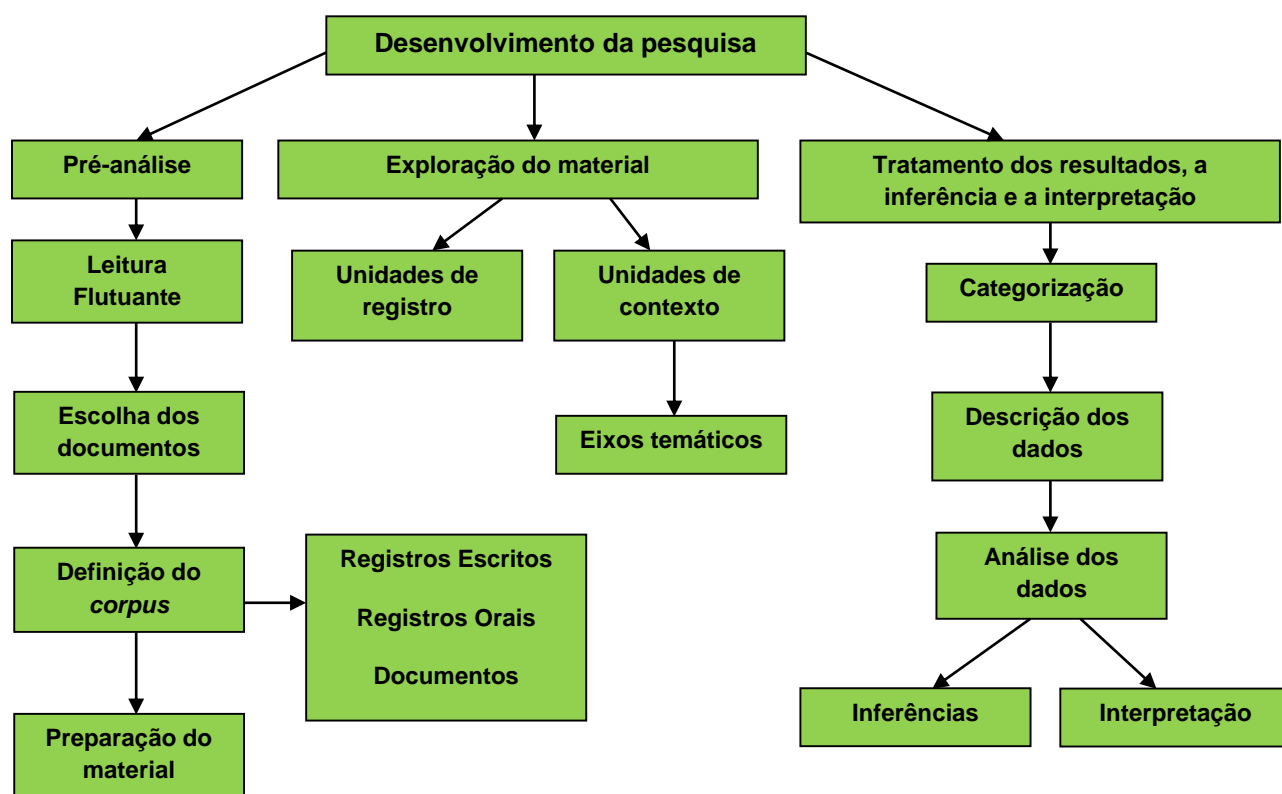 Desenvolvimento da pesquisa
Pré-análise
Exploração do material
Tratamento dos resultados, a
inferência e a interpretação
Leitura
Flutuante
Unidades de
registro
Unidades de
contexto
Categorização
Escolha dos
documentos
Eixos temáticos
Descrição dos
dados
Definição do
corpus
Registros Escritos
Registros Orais
Documentos
Análise dos
dados
Inferências
Interpretação
Preparação do
material